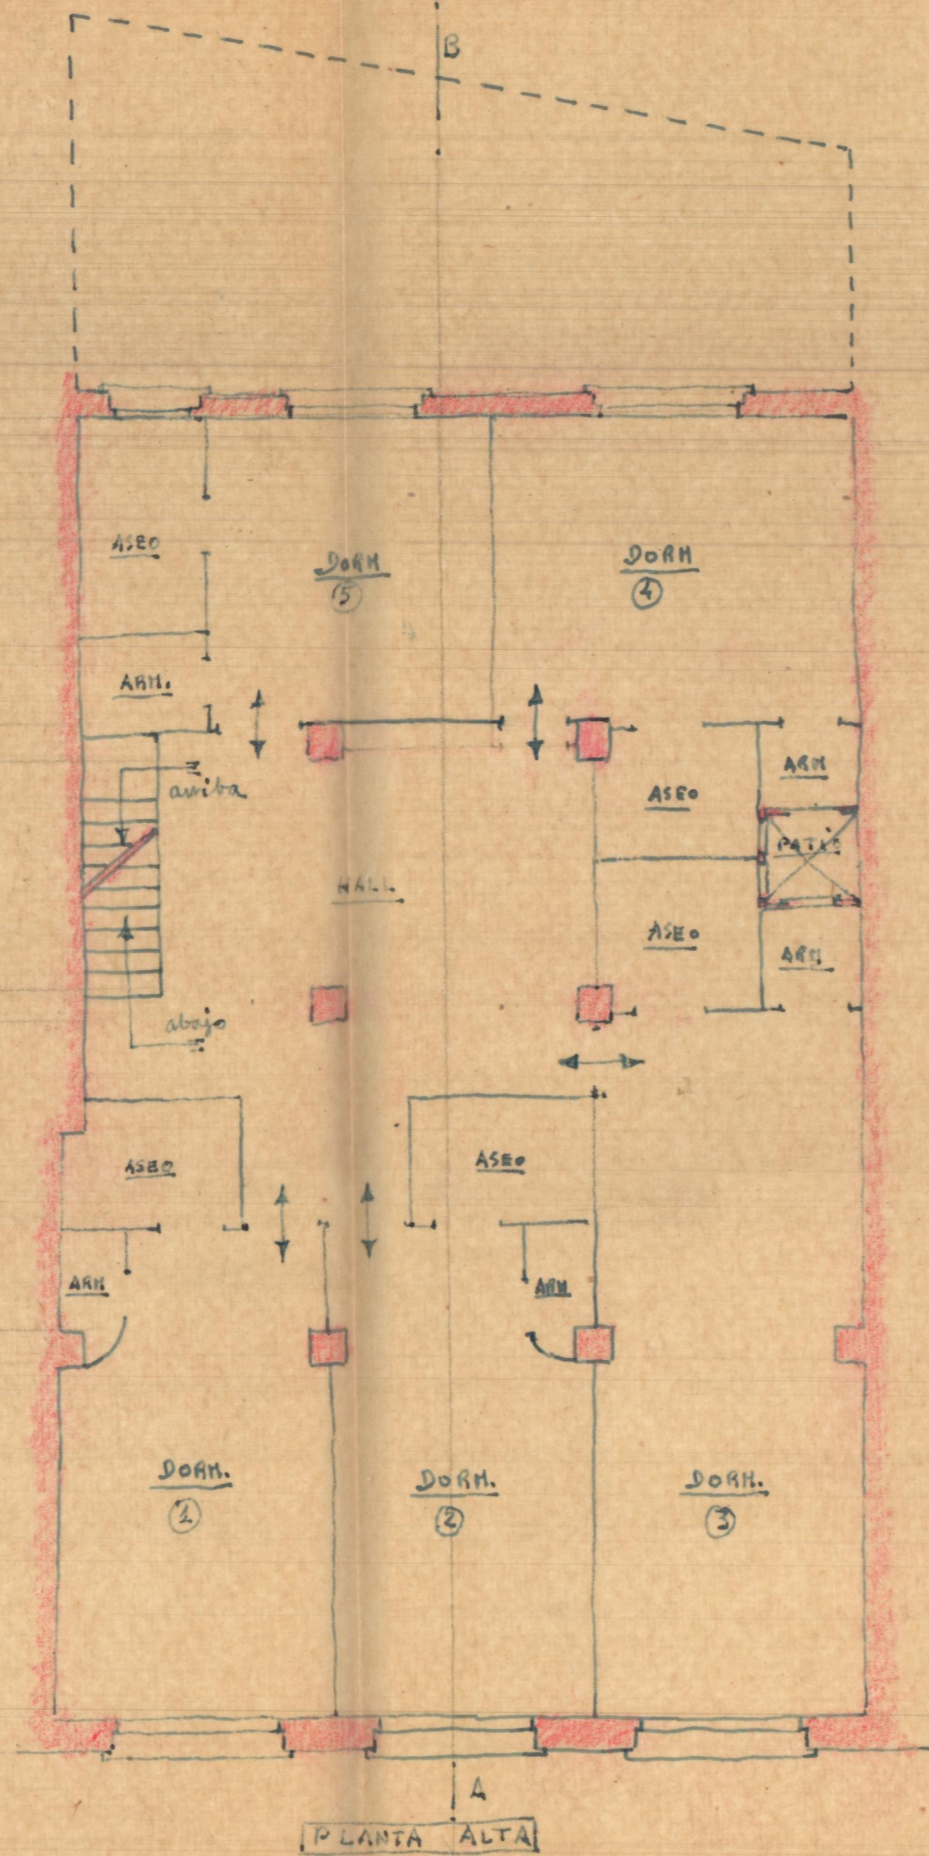 B
ASEO
DORM
5
DORM
4
ARM.
arriba
ASEO
ARM
PATIO
HALL
ASEO
ARM
abajo
ASEO
ASEO
ARM
ARM
DORM.
1
DORM.
2
DORM.
3
A
PLANTA ALTA